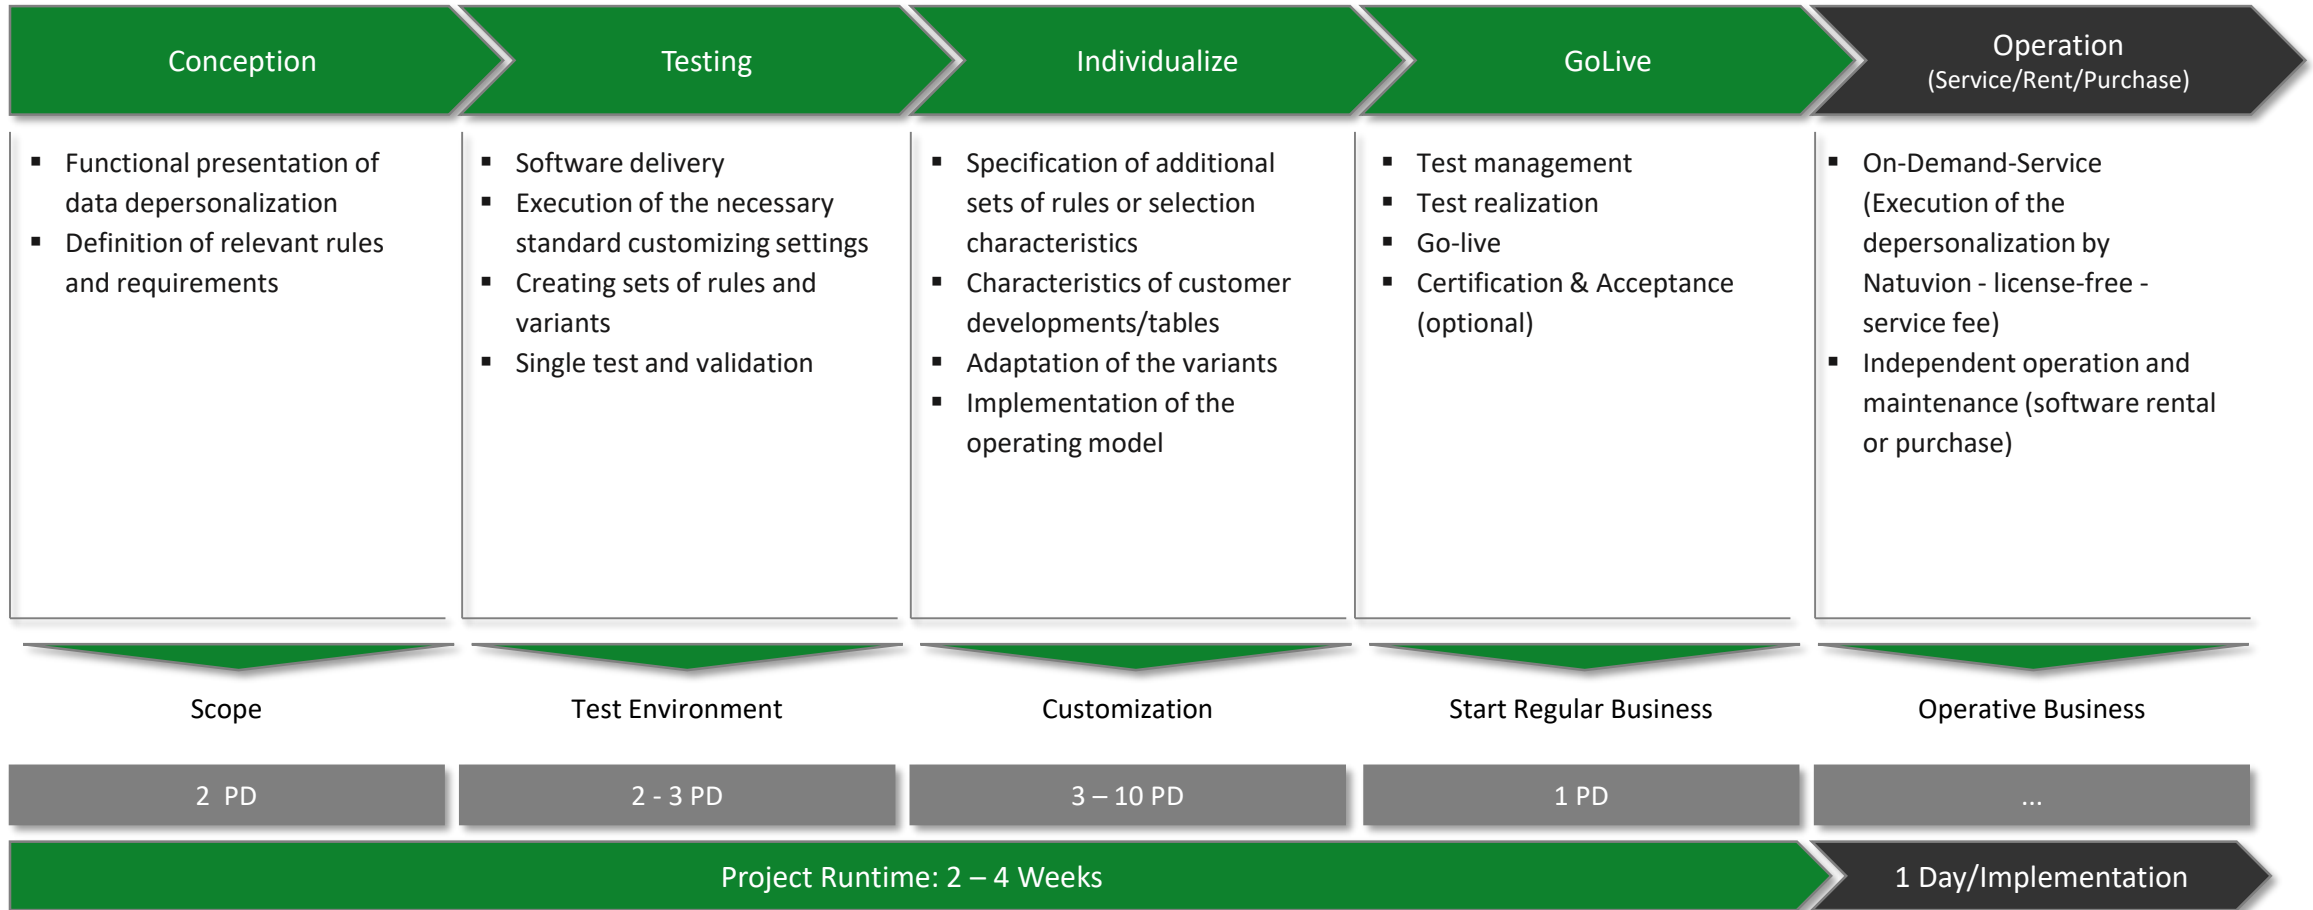 Conception
Testing
Individualize
GoLive
Operation
(Service/Rent/Purchase)
▪ Functional presentation of
data depersonalization
▪ Definition of relevant rules
and requirements
▪ Software delivery
▪ Execution of the necessary
standard customizing settings
▪ Creating sets of rules and
variants
▪ Single test and validation
▪ Specification of additional
sets of rules or selection
characteristics
▪ Characteristics of customer
developments/tables
▪ Adaptation of the variants
▪ Implementation of the
operating model
▪ Test management
▪ Test realization
▪ Go-live
▪ Certification & Acceptance
(optional)
▪ On-Demand-Service
(Execution of the
depersonalization by
Natuvion - license-free -
service fee)
▪ Independent operation and
maintenance (software rental
or purchase)
Scope
Test Environment
Customization
Start Regular Business
Operative Business
2 PD
2 - 3 PD
3 – 10 PD
1 PD
...
Project Runtime: 2 – 4 Weeks
1 Day/Implementation